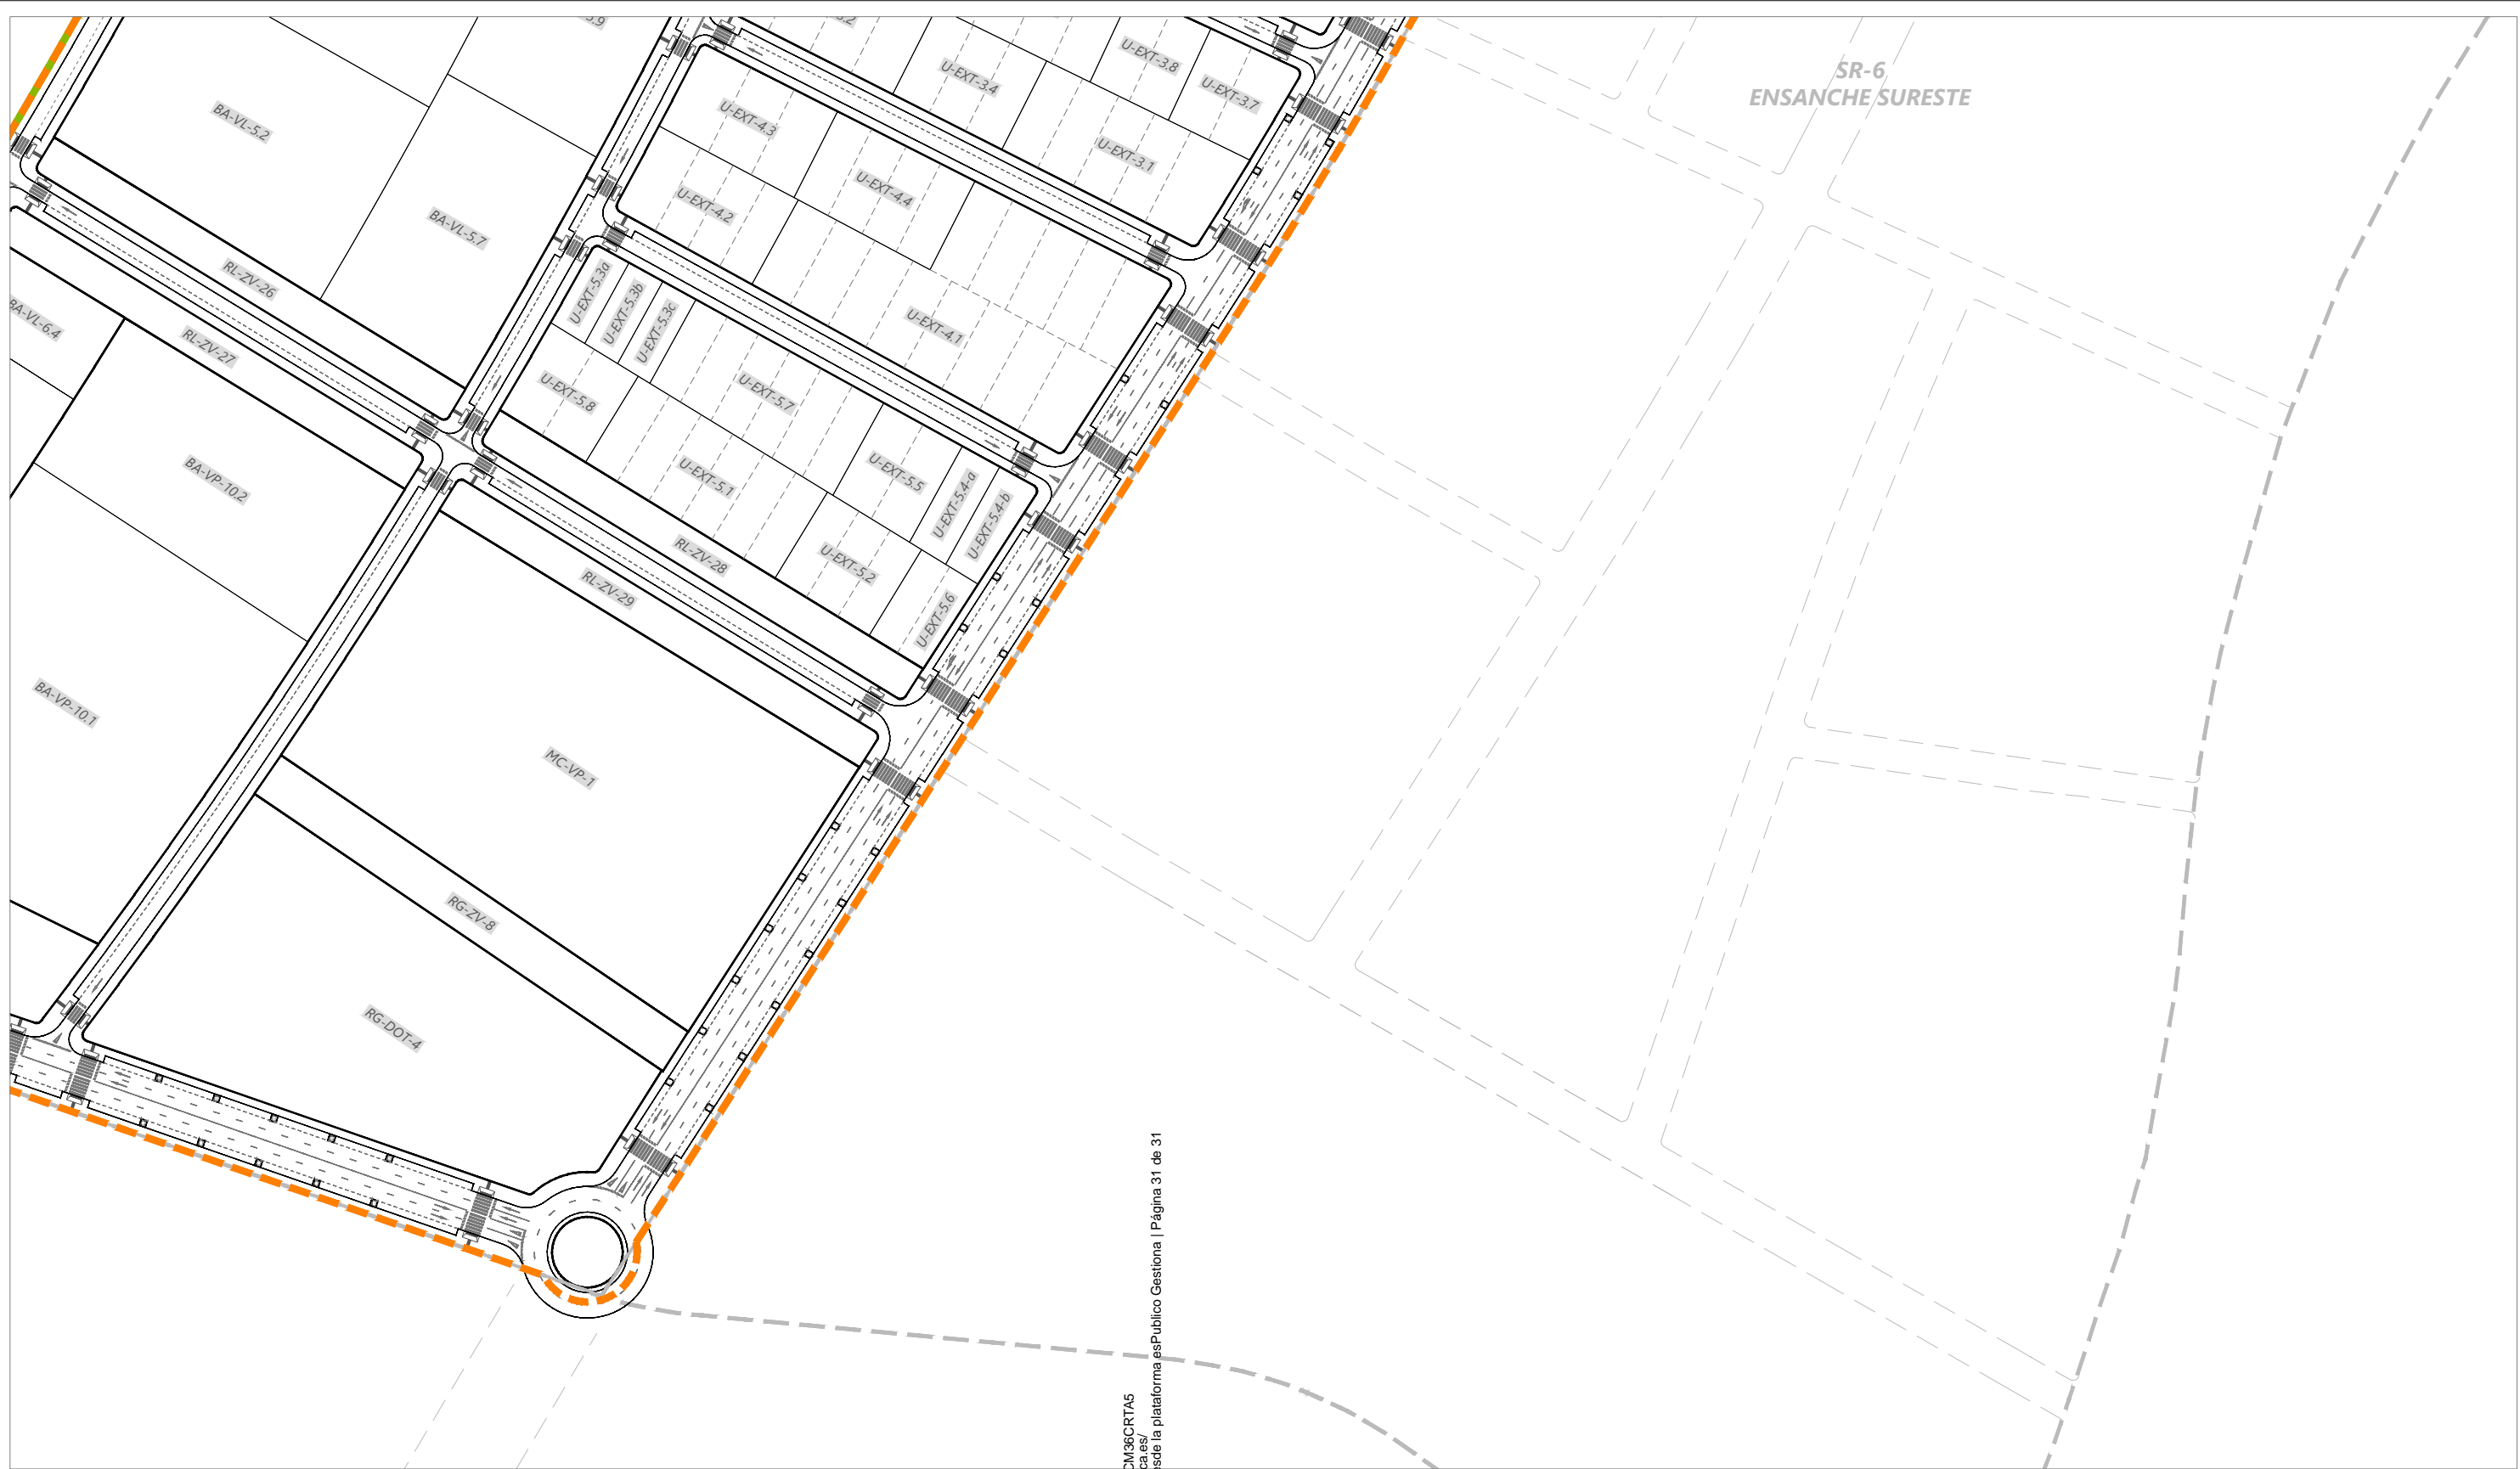 5.9
U-EXT-3.8
SR-6
ENSANCHE SURESTE
U-EXT-3.4
U-EXT-3.7
BA-VL-5.2
U-EXT-4.3
U-EXT-3.1
U-EXT-4.4
U-EXT-4.2
BA-VL-5.7
RL-ZV-26
U-EXT-5.3a
U-EXT-5.3b
U-EXT-5.3c
BA-VL-6.4
U-EXT-4.1
RL-ZV-27
U-EXT-5.8
U-EXT-5.7
BA-VP-10.2
U-EXT-5.1
U-EXT-5.5
U-EXT-5.4-a
U-EXT-5.4-b
RL-ZV-28
U-EXT-5.2
RL-ZV-29
U-EXT-5.6
BA-VP-10.1
MC-VP-1
RG-ZV-8
RG-DOT-4
CM36CRTA5
ca.es/
esde la plataforma esPublico Gestiona | Página 31 de 31